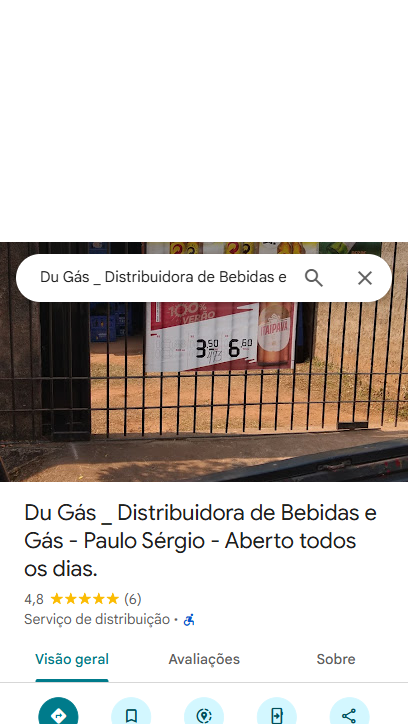 Du Gás _ Distribuidora de Bebidas e
100%
VERÃO
ITAIPAVA
3,50 6,60
Du Gás _ Distribuidora de Bebidas e
Gás - Paulo Sérgio - Aberto todos
os dias.
4,8 (6)
Serviço de distribuição ·
Visão geral Avaliações Sobre